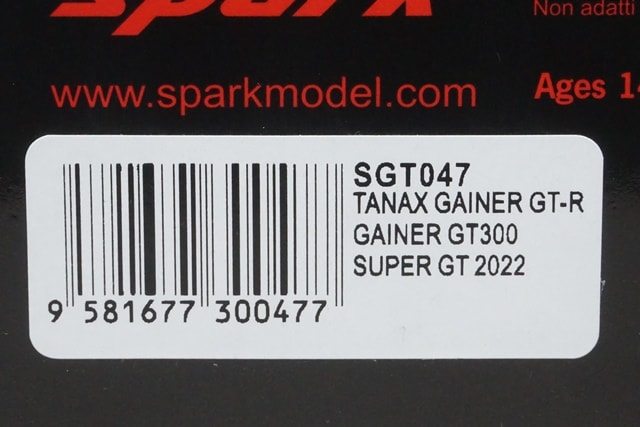 spark
Non adatti
www.sparkmodel.com
Ages 14
SGT047
TANAX GAINER GT-R
GAINER GT300
SUPER GT 2022
9 581677 300477